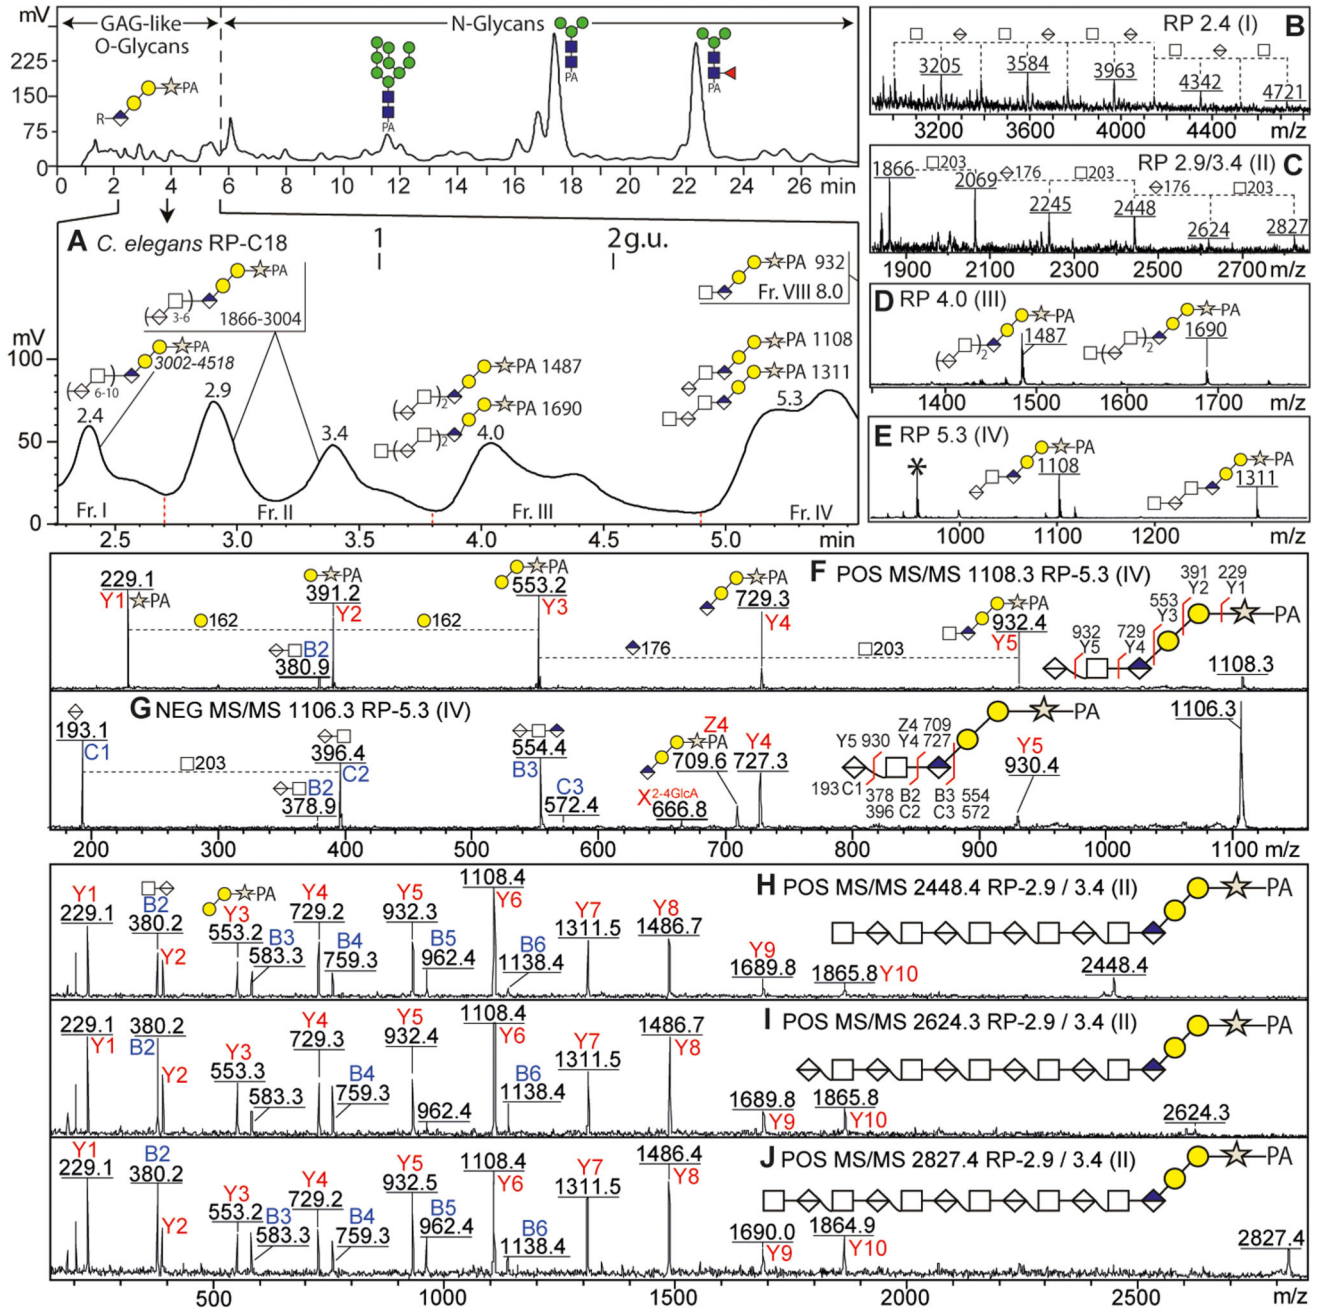 mV
GAG-like
O-Glycans
N-Glycans
225
150
75
0
R
PA
PA
PA
PA
0 2 4 6 8 10 12 14 16 18 20 22 24 26 min
A C. elegans RP-C18
1
2 g.u.
mV
100
50
0
PA
3-6
1866-3004
PA
3002-4518
6-10
2.4
2.9
3.4
PA 1487
2
PA 1690
2
4.0
PA 932
Fr. VIII 8.0
PA 1108
PA 1311
5.3
Fr. I
Fr. II
Fr. III
Fr. IV
2.5 3.0 3.5 4.0 4.5 5.0 min
RP 2.4 (I) B
3205
3584
3963
4342
4721
3200 3600 4000 4400 m/z
RP 2.9/3.4 (II) C
1866
203
2069
176
203
2245
2448
176
203
2624
2827
1900 2100 2300 2500 2700 m/z
D RP 4.0 (III)
PA
2
1487
PA
2
1690
1400 1500 1600 1700 m/z
E RP 5.3 (IV)
*
PA
1108
PA
1311
1000 1200 m/z
F POS MS/MS 1108.3 RP-5.3 (IV)
229.1
Y1
PA
162
PA
391.2
Y2
B2
380.9
162
PA
553.2
Y3
176
PA
729.3
Y4
203
PA
932.4
Y5
932
Y5
729
Y4
553
Y3
391
Y2
229
Y1
PA
1108.3
G NEG MS/MS 1106.3 RP-5.3 (IV)
193.1
C1
203
B2
378.9
396.4
C2
554.4
B3
C3
572.4
X2-4GlcA
666.8
PA
Z4
709.6
Y4
727.3
Y5 930
Z4 709
Y4 727
PA
193 C1
378 B2
396 C2
B3 554
C3 572
Y5
930.4
1106.3
200 300 400 500 600 700 800 900 1000 1100 m/z
H POS MS/MS 2448.4 RP-2.9 / 3.4 (II)
PA
Y1
229.1
B2
380.2
Y2
PA
Y3
553.2
B3
583.3
Y4
729.2
B4
759.3
Y5
932.3
B5
962.4
1108.4
Y6
B6
1138.4
Y7
1311.5
Y8
1486.7
Y9
1689.8
1865.8 Y10
2448.4
I POS MS/MS 2624.3 RP-2.9 / 3.4 (II)
PA
229.1
Y1
380.2
B2
Y2
Y3
553.3
583.3
Y4
729.3
B4
759.3
Y5
932.4
962.4
1108.4
Y6
B6
1138.4
Y7
1311.5
1486.7
Y8
1689.8
Y9
1865.8
Y10
2624.3
J POS MS/MS 2827.4 RP-2.9 / 3.4 (II)
PA
Y1
229.1
B2
380.2
Y2
Y3
553.2
B3
583.3
Y4
729.2
B4
759.3
Y5
932.5
B5
962.4
1108.4
Y6
B6
1138.4
Y7
1311.5
1486.4
Y8
1690.0
Y9
1864.9
Y10
2827.4
500 1000 1500 2000 m/z